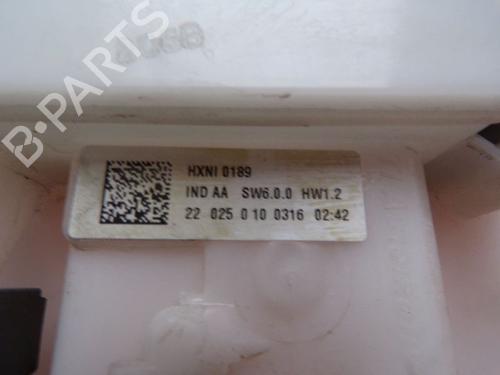 B-PARTS
HXNI 0189
IND AA SW6.0.0 HW1.2
22 025 0 10 0316 02:42